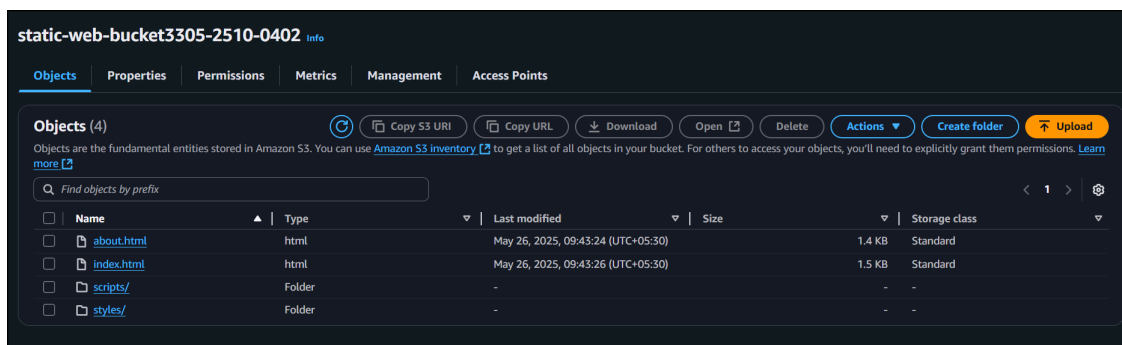 static-web-bucket3305-2510-0402 Info
Objects Properties Permissions Metrics Management Access Points
Objects (4) Copy S3 URI Copy URL Download Open Delete Actions Create folder Upload
Objects are the fundamental entities stored in Amazon S3. You can use Amazon S3 inventory to get a list of all objects in your bucket. For others to access your objects, you'll need to explicitly grant them permissions. Learn
more
Find objects by prefix 1
Name Type Last modified Size Storage class
about.html html May 26, 2025, 09:43:24 (UTC+05:30) 1.4 KB Standard
index.html html May 26, 2025, 09:43:26 (UTC+05:30) 1.5 KB Standard
scripts/ Folder - - -
styles/ Folder - - -